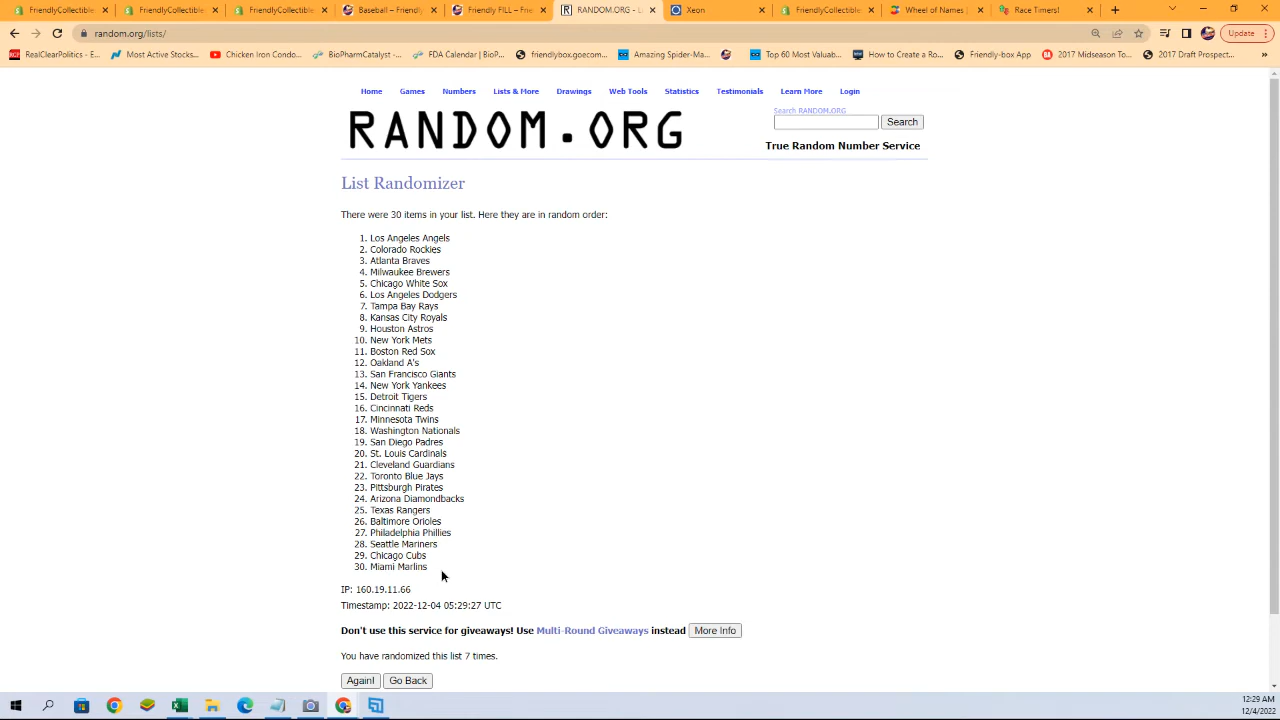 FriendlyCollectible
FriendlyCollectible
FriendlyCollectible
Baseball – Friendly
Friendly FILL – Frie
RANDOM.ORG - L
Xeon
FriendlyCollectible
Wheel of Names |
Race Timerst
random.org/lists/
Update
RealClearPolitics - E...
Most Active Stocks...
Chicken Iron Condo...
BioPharmCatalyst -...
FDA Calendar | BioP...
friendlybox.goecom...
Amazing Spider-Ma...
Top 60 Most Valuab...
How to Create a Ro...
Friendly-box App
2017 Midseason To...
2017 Draft Prospect...
»
Home Games Numbers Lists & More Drawings Web Tools Statistics Testimonials Learn More Login
Search RANDOM.ORG
RANDOM.ORG
Search
True Random Number Service
List Randomizer
There were 30 items in your list. Here they are in random order:
1. Los Angeles Angels
2. Colorado Rockies
3. Atlanta Braves
4. Milwaukee Brewers
5. Chicago White Sox
6. Los Angeles Dodgers
7. Tampa Bay Rays
8. Kansas City Royals
9. Houston Astros
10. New York Mets
11. Boston Red Sox
12. Oakland A's
13. San Francisco Giants
14. New York Yankees
15. Detroit Tigers
16. Cincinnati Reds
17. Minnesota Twins
18. Washington Nationals
19. San Diego Padres
20. St. Louis Cardinals
21. Cleveland Guardians
22. Toronto Blue Jays
23. Pittsburgh Pirates
24. Arizona Diamondbacks
25. Texas Rangers
26. Baltimore Orioles
27. Philadelphia Phillies
28. Seattle Mariners
29. Chicago Cubs
30. Miami Marlins
IP: 160.19.11.66
Timestamp: 2022-12-04 05:29:27 UTC
Don't use this service for giveaways! Use Multi-Round Giveaways instead More Info
You have randomized this list 7 times.
Again! Go Back
12:29 AM
12/4/2022